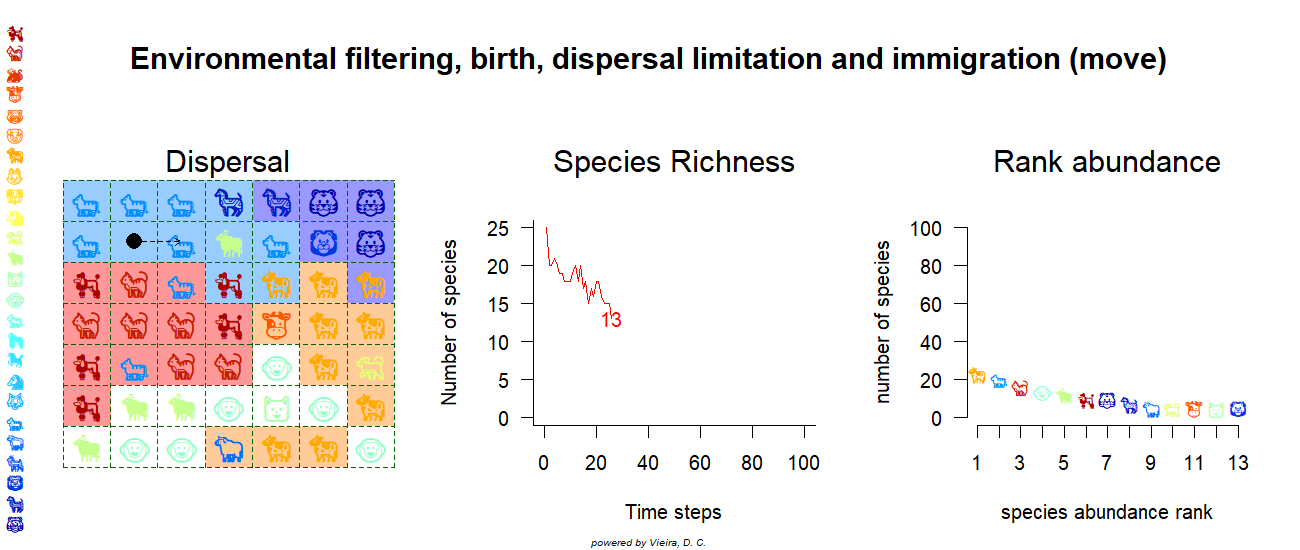 Environmental filtering, birth, dispersal limitation and immigration (move)
Dispersal
Species Richness
Number of species
25
20
15
10
5
0
13
0 20 40 60 80 100
Time steps
Rank abundance
number of species
100
80
60
40
20
0
1 3 5 7 9 11 13
species abundance rank
powered by Vieira, D. C.